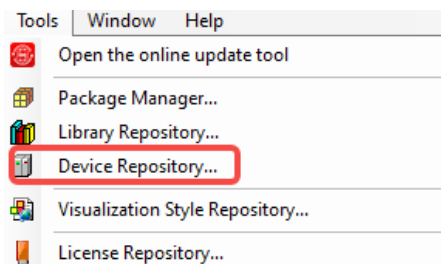 Tools Window Help
Open the online update tool
Package Manager...
Library Repository...
Device Repository...
Visualization Style Repository...
License Repository...